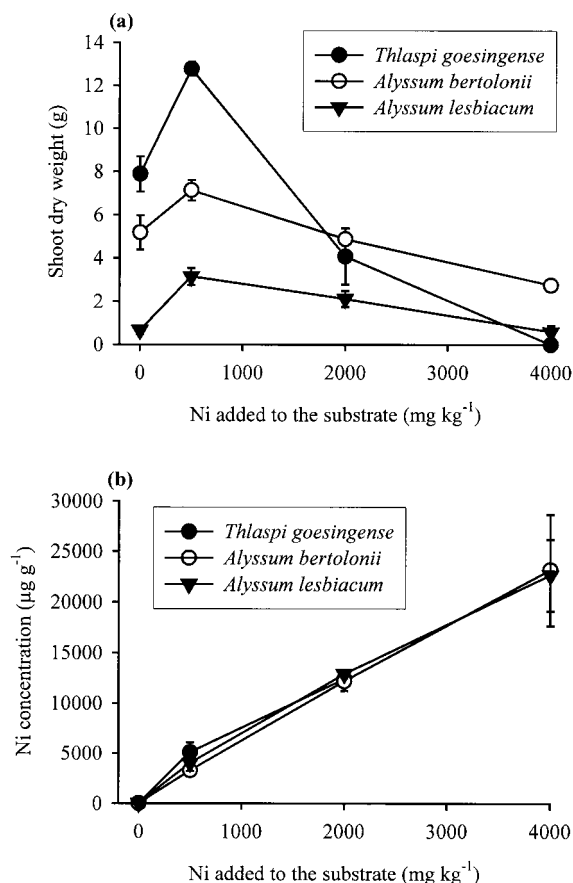 (a)
14
12
10
8
6
4
2
0
Shoot dry weight (g)
Thlaspi goesingense
Alyssum bertolonii
Alyssum lesbiacum
0 1000 2000 3000 4000
Ni added to the substrate (mg kg⁻¹)
(b)
30000
25000
20000
15000
10000
5000
0
Ni concentration (µg g⁻¹)
Thlaspi goesingense
Alyssum bertolonii
Alyssum lesbiacum
0 1000 2000 3000 4000
Ni added to the substrate (mg kg⁻¹)